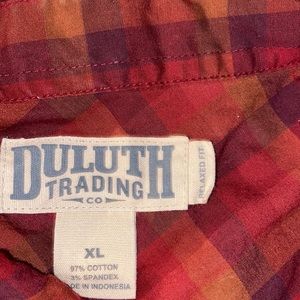 DULUTH
TRADING
CO
RELAXED FIT
XL
97% COTTON
3% SPANDEX
DE IN INDONESIA